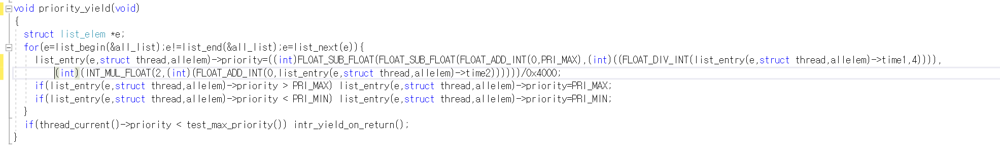 void priority_yield(void)
{
struct list_elem *e;
for(e=list_begin(&all_list);e!=list_end(&all_list);e=list_next(e)){
list_entry(e,struct thread,allelem)->priority=((int)FLOAT_SUB_FLOAT(FLOAT_SUB_FLOAT(FLOAT_ADD_INT(0,PRI_MAX),(int)((FLOAT_DIV_INT(list_entry(e,struct thread,allelem)->time1,4)))),
(int)(INT_MUL_FLOAT(2,(int)(FLOAT_ADD_INT(0,list_entry(e,struct thread,allelem)->time2))))))/0x4000;
if(list_entry(e,struct thread,allelem)->priority > PRI_MAX) list_entry(e,struct thread,allelem)->priority=PRI_MAX;
if(list_entry(e,struct thread,allelem)->priority < PRI_MIN) list_entry(e,struct thread,allelem)->priority=PRI_MIN;
}
if(thread_current()->priority < test_max_priority()) intr_yield_on_return();
}